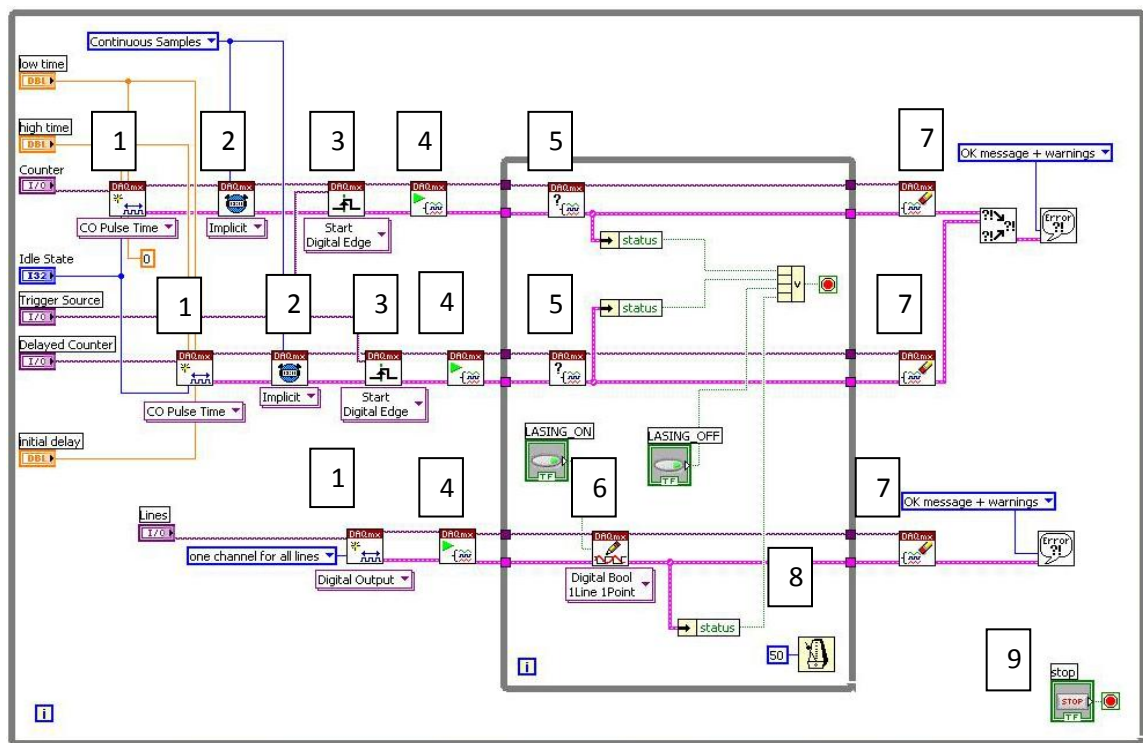 Continuous Samples
low time
DBL
high time
DBL
1
2
3
4
5
7
OK message + warnings
Counter
I/O
DAQmx
DAQmx
DAQmx
DAQmx
DAQmx
DAQmx
CO Pulse Time
Implicit
Start
Digital Edge
?!
?!
?!
Error
?!
status
0
Idle State
I32
Trigger Source
I/O
1
2
3
4
5
7
status
v
Delayed Counter
I/O
DAQmx
DAQmx
DAQmx
DAQmx
DAQmx
DAQmx
CO Pulse Time
Implicit
Start
Digital Edge
initial delay
DBL
LASING_ON
TF
LASING_OFF
TF
1
4
6
7
OK message + warnings
Lines
I/O
DAQmx
DAQmx
DAQmx
DAQmx
Error
?!
one channel for all lines
Digital Output
Digital Bool
1Line 1Point
8
status
50
i
9
stop
STOP
TF
i